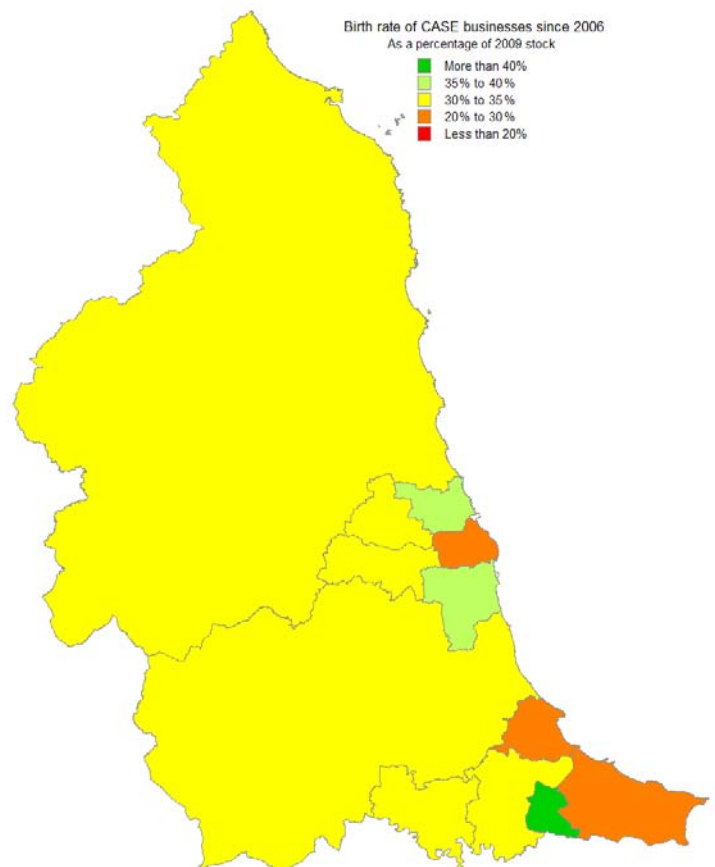 Birth rate of CASE businesses since 2006
As a percentage of 2009 stock
More than 40%
35% to 40%
30% to 35%
20% to 30%
Less than 20%